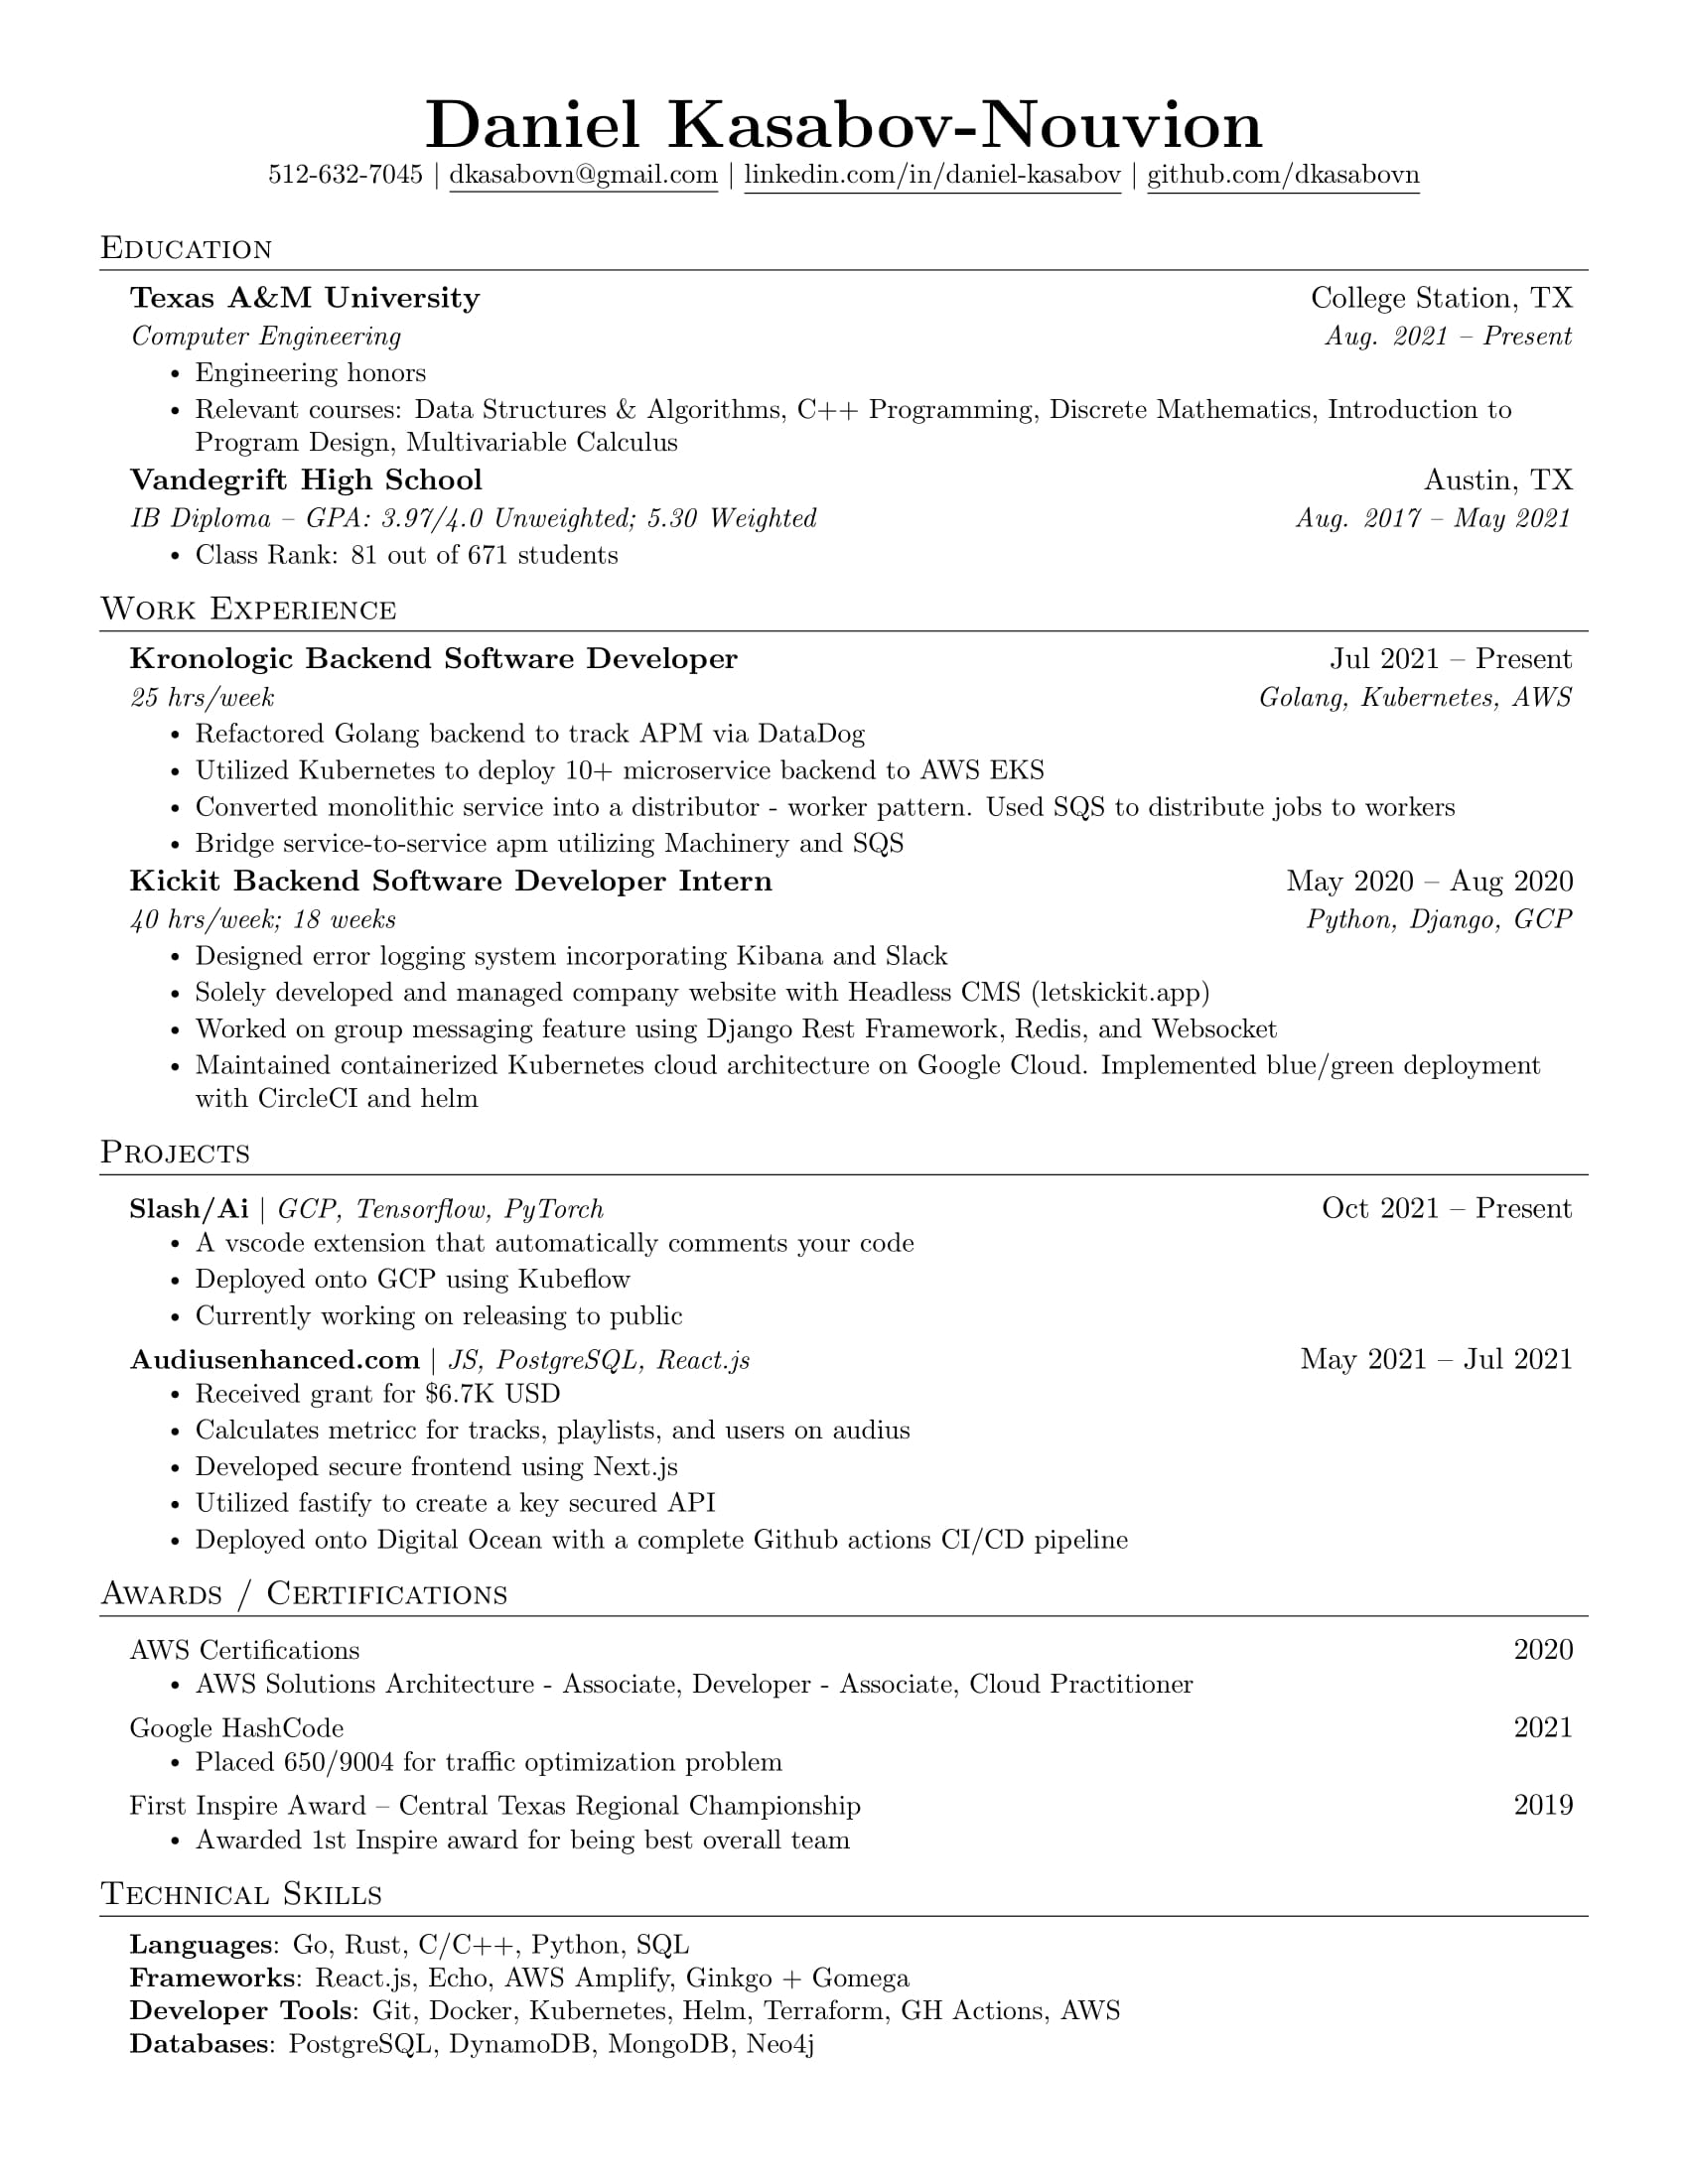 Daniel Kasabov-Nouvion
512-632-7045 | dkasabovn@gmail.com | linkedin.com/in/daniel-kasabov | github.com/dkasabovn
Education
Texas A&M University College Station, TX
Computer Engineering Aug. 2021 – Present
• Engineering honors
• Relevant courses: Data Structures & Algorithms, C++ Programming, Discrete Mathematics, Introduction to
Program Design, Multivariable Calculus
Vandegrift High School Austin, TX
IB Diploma – GPA: 3.97/4.0 Unweighted; 5.30 Weighted Aug. 2017 – May 2021
• Class Rank: 81 out of 671 students
Work Experience
Kronologic Backend Software Developer Jul 2021 – Present
25 hrs/week Golang, Kubernetes, AWS
• Refactored Golang backend to track APM via DataDog
• Utilized Kubernetes to deploy 10+ microservice backend to AWS EKS
• Converted monolithic service into a distributor - worker pattern. Used SQS to distribute jobs to workers
• Bridge service-to-service apm utilizing Machinery and SQS
Kickit Backend Software Developer Intern May 2020 – Aug 2020
40 hrs/week; 18 weeks Python, Django, GCP
• Designed error logging system incorporating Kibana and Slack
• Solely developed and managed company website with Headless CMS (letskickit.app)
• Worked on group messaging feature using Django Rest Framework, Redis, and Websocket
• Maintained containerized Kubernetes cloud architecture on Google Cloud. Implemented blue/green deployment
with CircleCI and helm
Projects
Slash/Ai | GCP, Tensorflow, PyTorch Oct 2021 – Present
• A vscode extension that automatically comments your code
• Deployed onto GCP using Kubeflow
• Currently working on releasing to public
Audiusenhanced.com | JS, PostgreSQL, React.js May 2021 – Jul 2021
• Received grant for $6.7K USD
• Calculates metricc for tracks, playlists, and users on audius
• Developed secure frontend using Next.js
• Utilized fastify to create a key secured API
• Deployed onto Digital Ocean with a complete Github actions CI/CD pipeline
Awards / Certifications
AWS Certifications 2020
• AWS Solutions Architecture - Associate, Developer - Associate, Cloud Practitioner
Google HashCode 2021
• Placed 650/9004 for traffic optimization problem
First Inspire Award – Central Texas Regional Championship 2019
• Awarded 1st Inspire award for being best overall team
Technical Skills
Languages: Go, Rust, C/C++, Python, SQL
Frameworks: React.js, Echo, AWS Amplify, Ginkgo + Gomega
Developer Tools: Git, Docker, Kubernetes, Helm, Terraform, GH Actions, AWS
Databases: PostgreSQL, DynamoDB, MongoDB, Neo4j